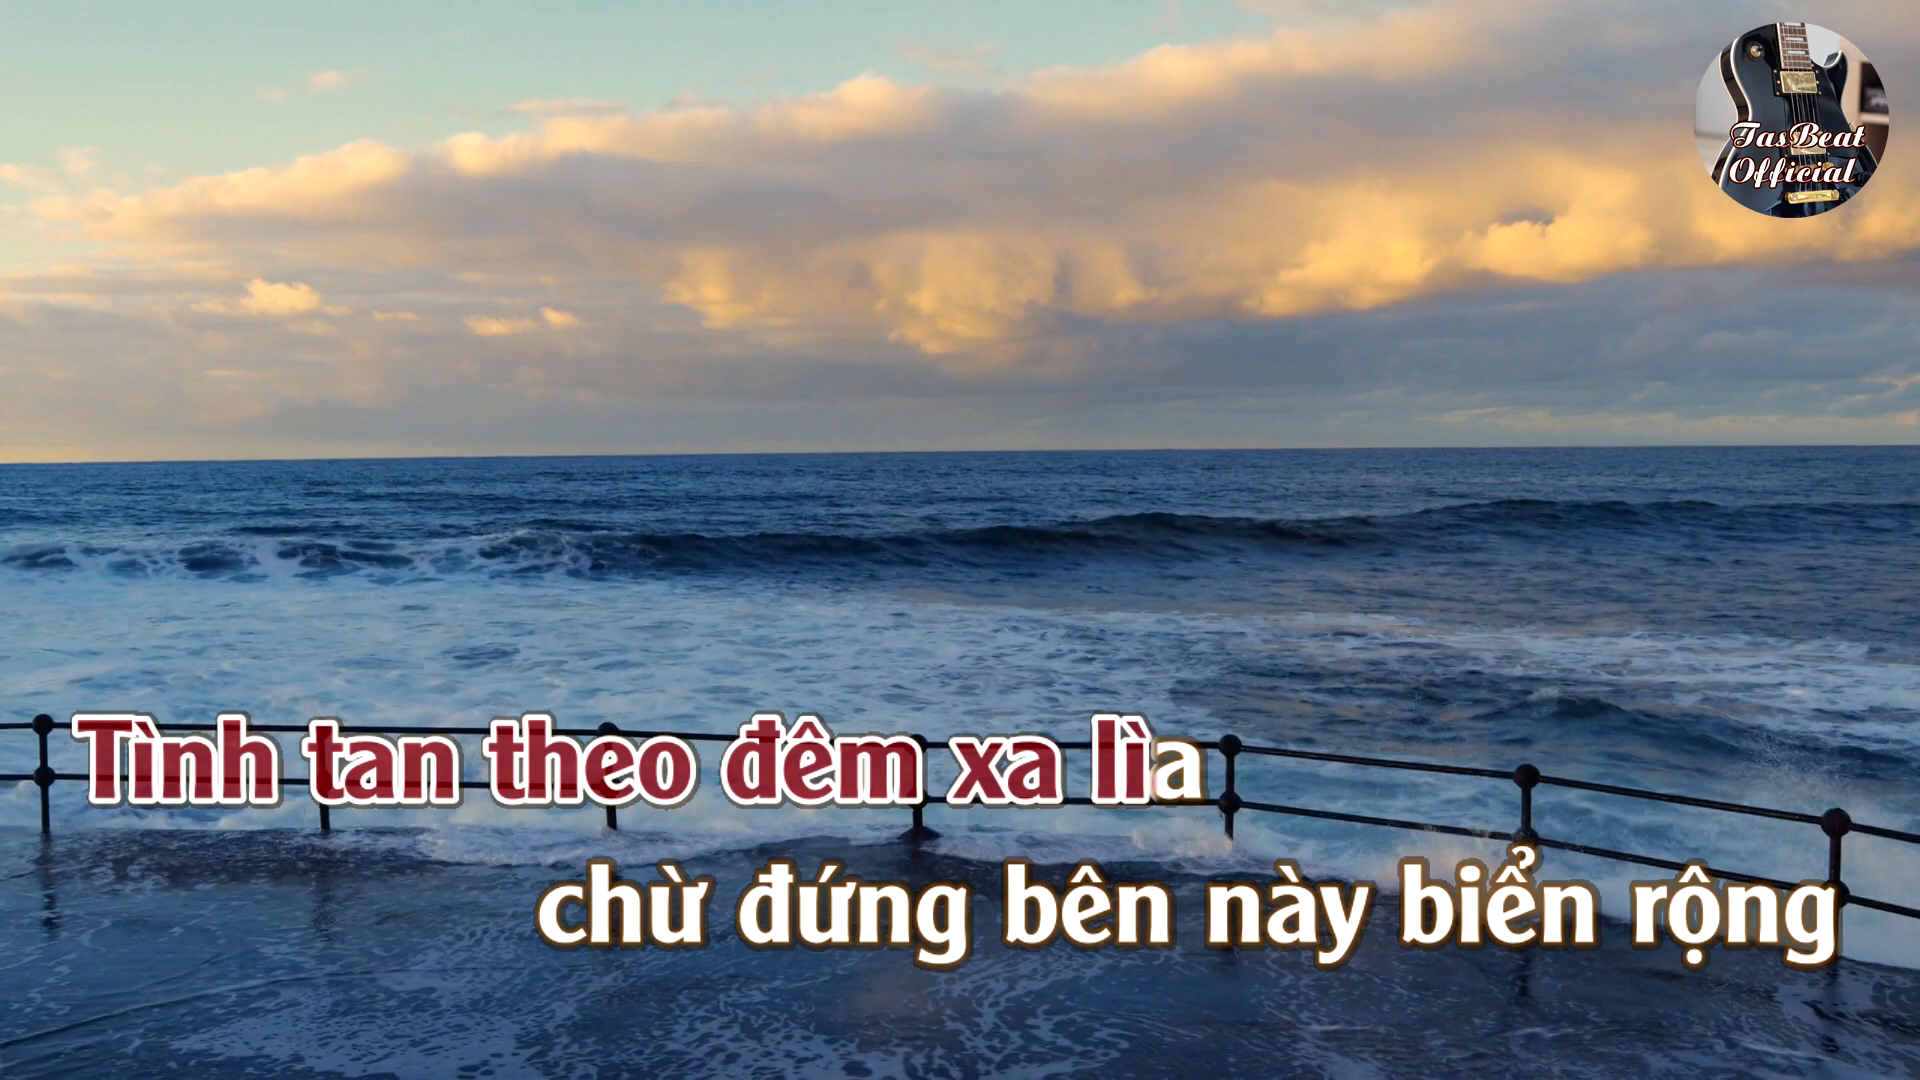 TasBeat
Official
Tình tan theo đêm xa lìa
chừ đứng bên này biển rộng